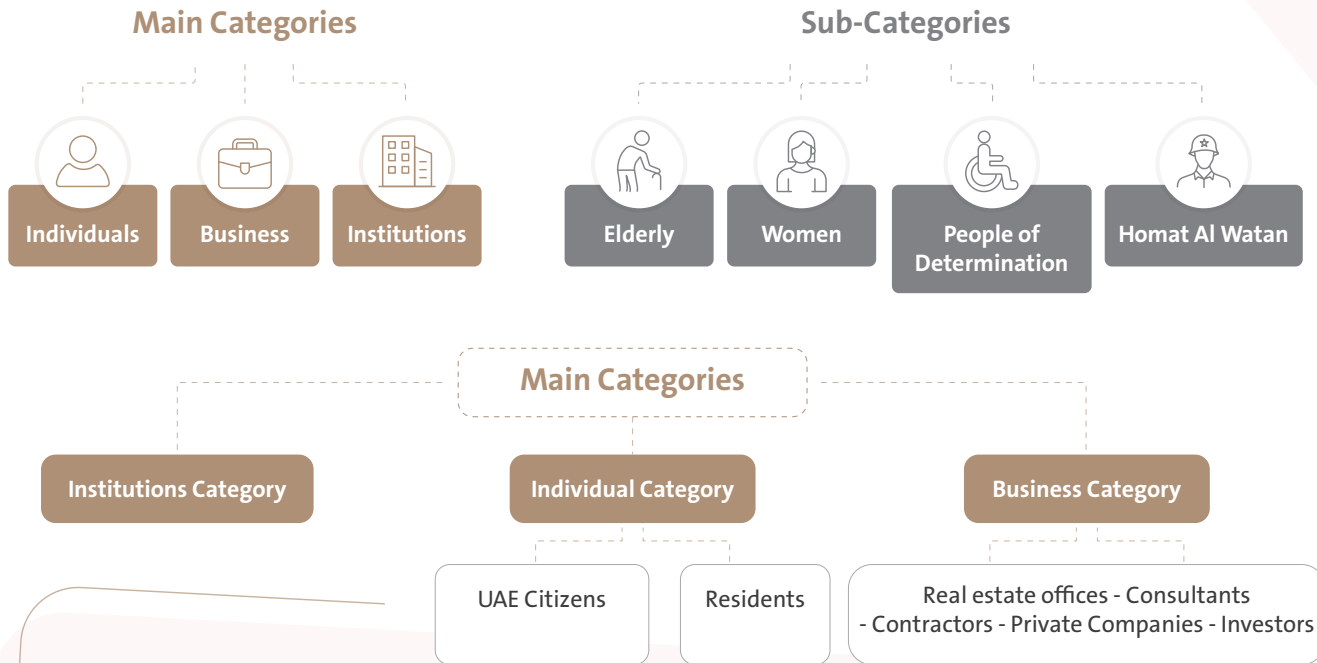 Main Categories
Individuals
Business
Institutions
Sub-Categories
Elderly
Women
People of
Determination
Homat Al Watan
Main Categories
Institutions Category
Individual Category
UAE Citizens
Residents
Business Category
Real estate offices - Consultants
- Contractors - Private Companies - Investors